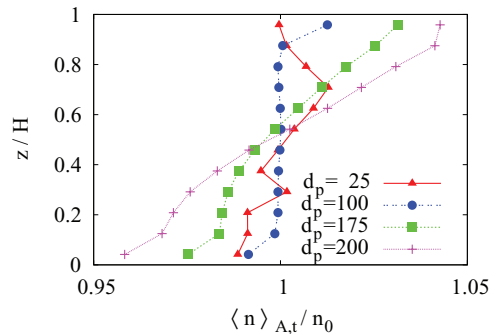 1
0.8
0.6
0.4
0.2
0
z / H
d_p= 25
d_p=100
d_p=175
d_p=200
0.95
1
1.05
⟨ n ⟩_A,t / n_0